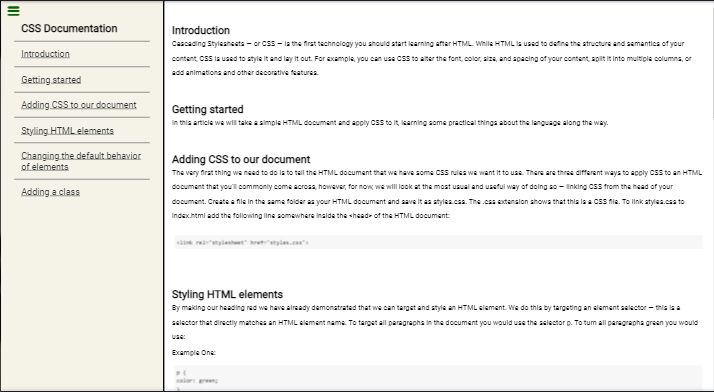 CSS Documentation
Introduction
Getting started
Adding CSS to our document
Styling HTML elements
Changing the default behavior
of elements
Adding a class
Introduction
Cascading Stylesheets — or CSS — is the first technology you should start learning after HTML. While HTML is used to define the structure and semantics of your
content, CSS is used to style it and lay it out. For example, you can use CSS to alter the font, color, size, and spacing of your content, split it into multiple columns, or
add animations and other decorative features.
Getting started
In this article we will take a simple HTML document and apply CSS to it, learning some practical things about the language along the way.
Adding CSS to our document
The very first thing we need to do is to tell the HTML document that we have some CSS rules we want it to use. There are three different ways to apply CSS to an HTML
document that you'll commonly come across, however, for now, we will look at the most usual and useful way of doing so — linking CSS from the head of your
document. Create a file in the same folder as your HTML document and save it as styles.css. The .css extension shows that this is a CSS file. To link styles.css to
index.html add the following line somewhere inside the <head> of the HTML document:
<link rel="stylesheet" href="styles.css">
Styling HTML elements
By making our heading red we have already demonstrated that we can target and style an HTML element. We do this by targeting an element selector — this is a
selector that directly matches an HTML element name. To target all paragraphs in the document you would use the selector p. To turn all paragraphs green you would
use:
Example One:
p {
color: green;
}